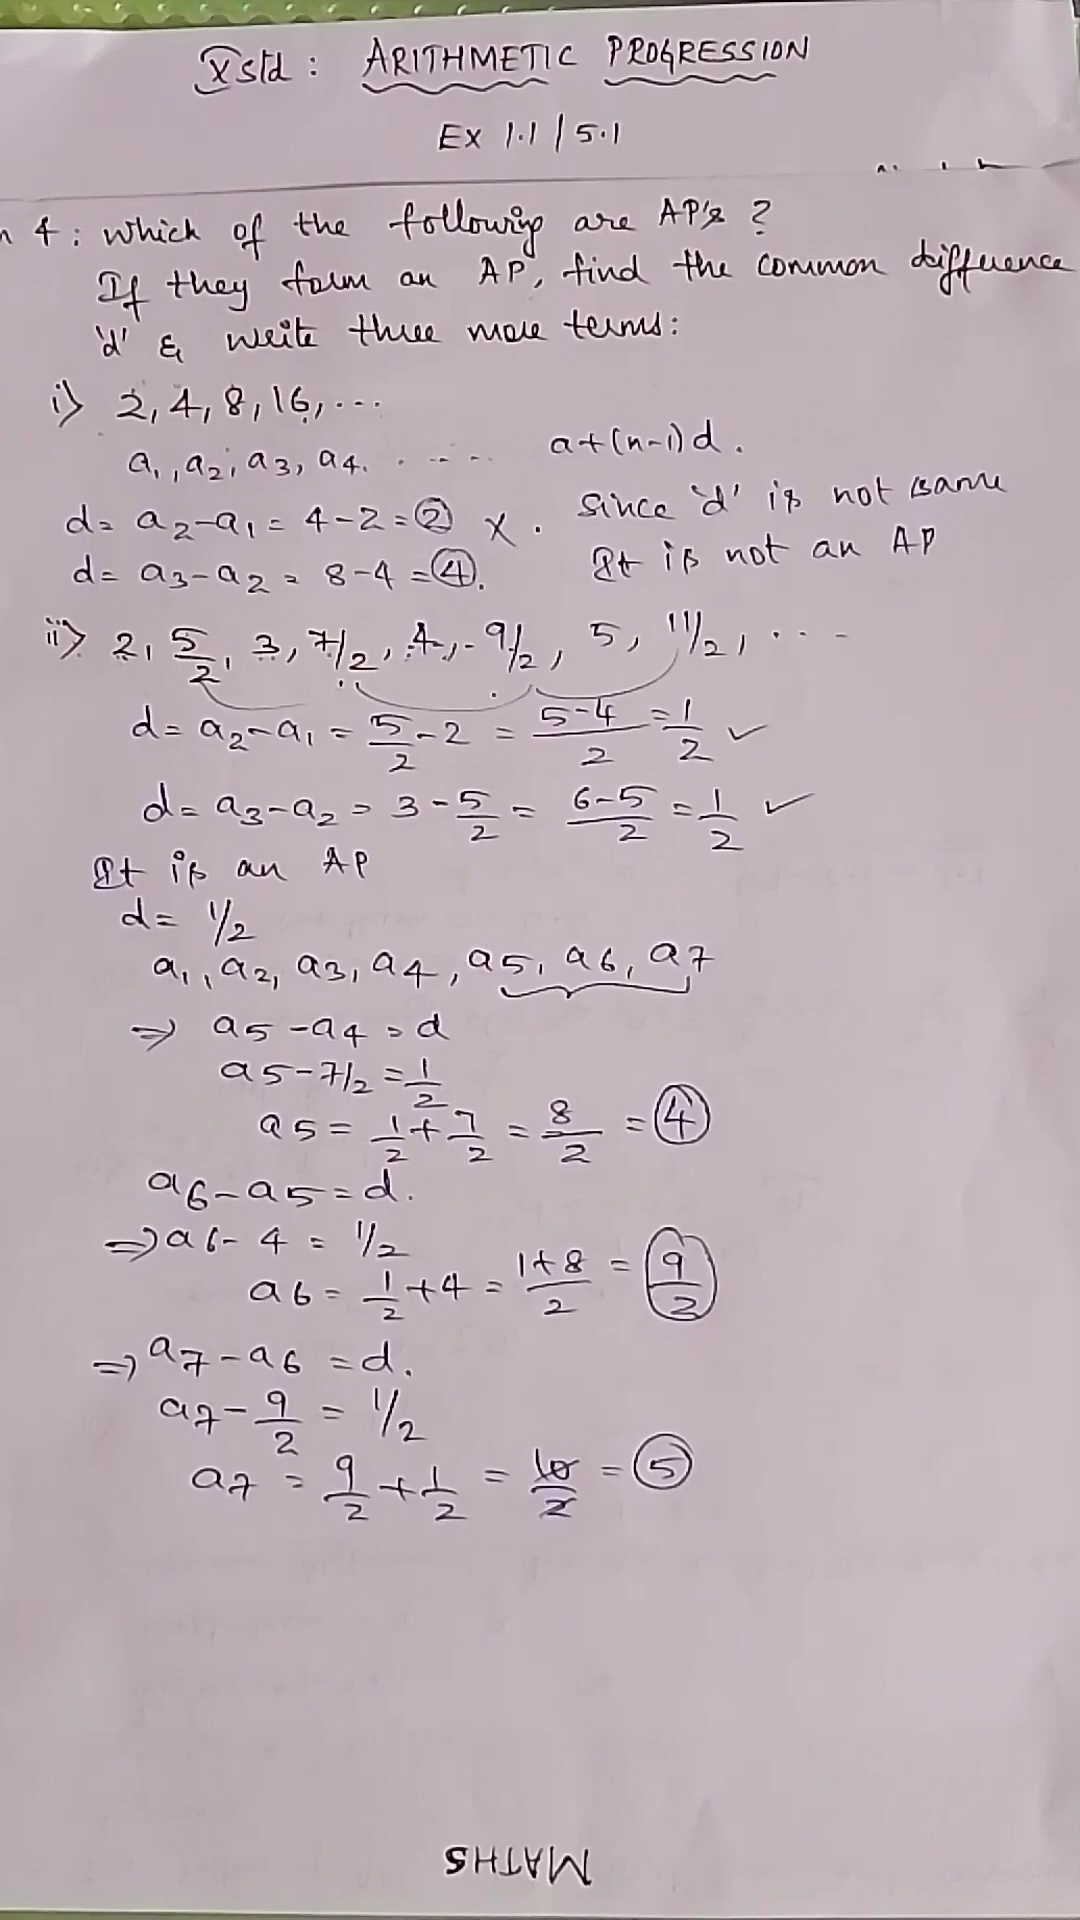 X std : ARITHMETIC PROGRESSION
Ex 1.1 / 5.1
4 : which of the following are AP's ?
If they form an AP, find the common difference
'd' & write three more terms:
i) 2, 4, 8, 16, ...
a1, a2, a3, a4. . ... a+(n-1)d.
d= a2-a1 = 4-2 = 2 x. Since 'd' is not same
d= a3-a2 = 8-4 = 4. It is not an AP
ii) 2, 5/2, 3, 7/2, 4, 9/2, 5, 11/2, ...
d= a2-a1 = 5/2 - 2 = 5-4/2 = 1/2 ✓
d= a3-a2 = 3 - 5/2 = 6-5/2 = 1/2 ✓
It is an AP
d= 1/2
a1, a2, a3, a4, a5, a6, a7
⇒ a5-a4 = d
a5-7/2 = 1/2
a5 = 1/2 + 7/2 = 8/2 = 4
a6-a5 = d.
⇒ a6-4 = 1/2
a6 = 1/2 + 4 = 1+8/2 = 9/2
⇒ a7-a6 = d.
a7 - 9/2 = 1/2
a7 = 9/2 + 1/2 = 10/2 = 5
MATHS